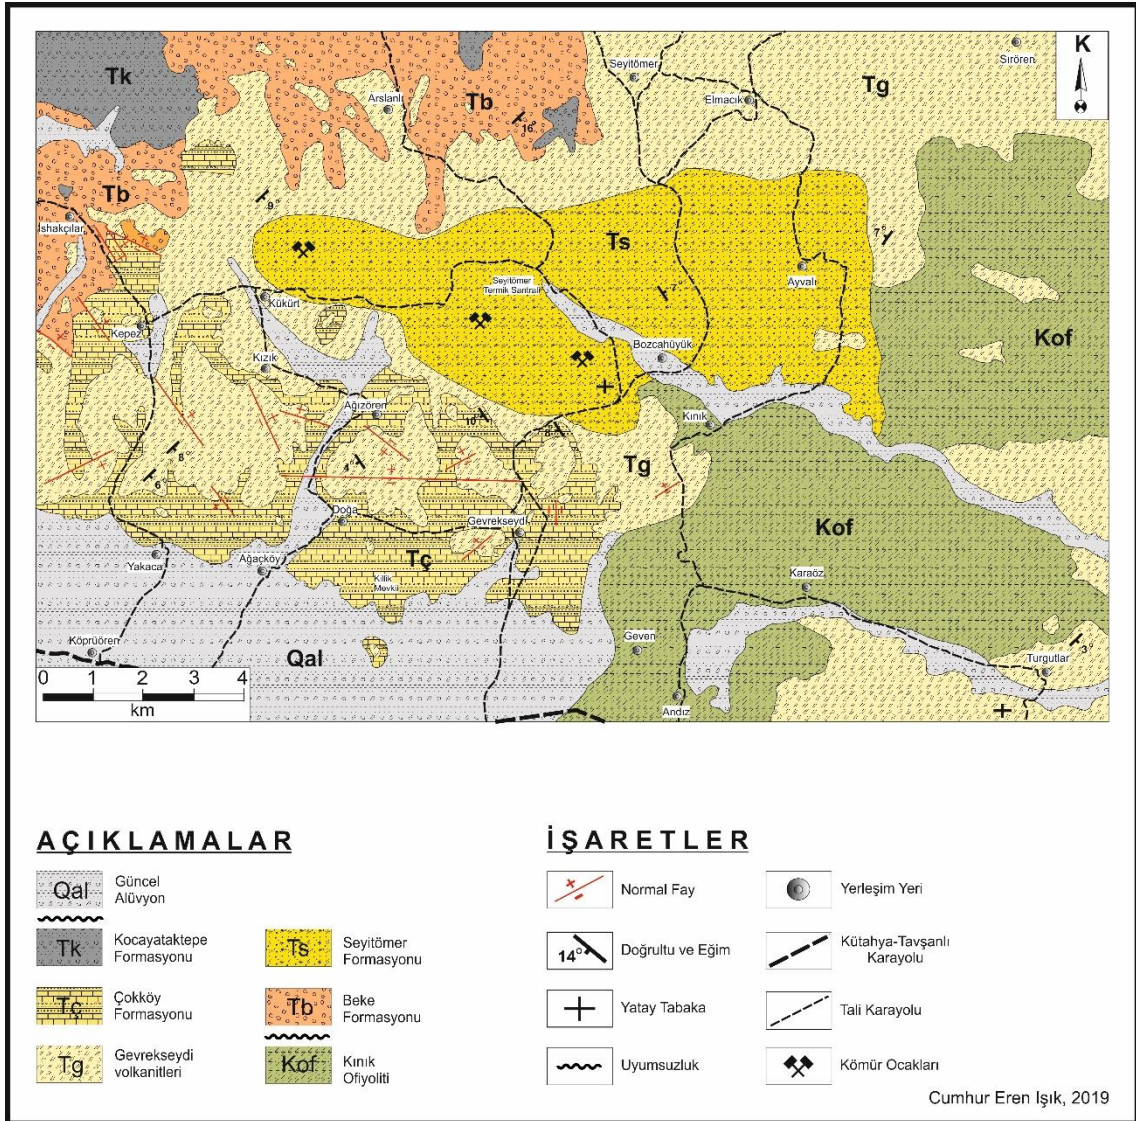 K
Tk
Seyitömer
Sırören
Tg
Arslanlı
Tb
Elmacık
16°
Tb
9°
İshakçılar
Ts
7°
Seyitömer
Termik Santrali
7°
Ayvalı
Kükürt
Kepez
Bozcahüyük
Kof
Kızık
Ağızören
10°
Kınık
8°
4°
6°
Tg
Doğa
Gevrekseydi
Kof
Yakaca
Ağaçköy
Tç
Killik
Mevkii
Karaöz
Köprüören
Qal
Geven
3°
Turgutlar
Andız
0 1 2 3 4
km
AÇIKLAMALAR
Qal Güncel
Alüvyon
Tk Kocayataktepe
Formasyonu
Ts Seyitömer
Formasyonu
Tç Çokköy
Formasyonu
Tb Beke
Formasyonu
Tg Gevrekseydi
volkanitleri
Kof Kınık
Ofiyoliti
İŞARETLER
Normal Fay
Yerleşim Yeri
14° Doğrultu ve Eğim
Kütahya-Tavşanlı
Karayolu
Yatay Tabaka
Tali Karayolu
Uyumsuzluk
Kömür Ocakları
Cumhur Eren Işık, 2019